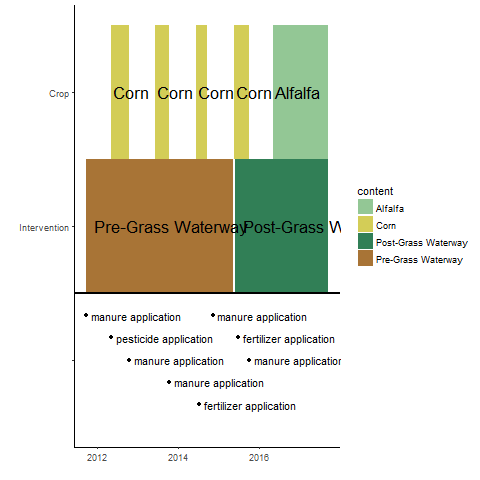 Crop
Corn Corn Corn Corn Alfalfa
Intervention
Pre-Grass Waterway Post-Grass W
content
Alfalfa
Corn
Post-Grass Waterway
Pre-Grass Waterway
manure application manure application
pesticide application fertilizer application
manure application manure application
manure application
fertilizer application
2012 2014 2016